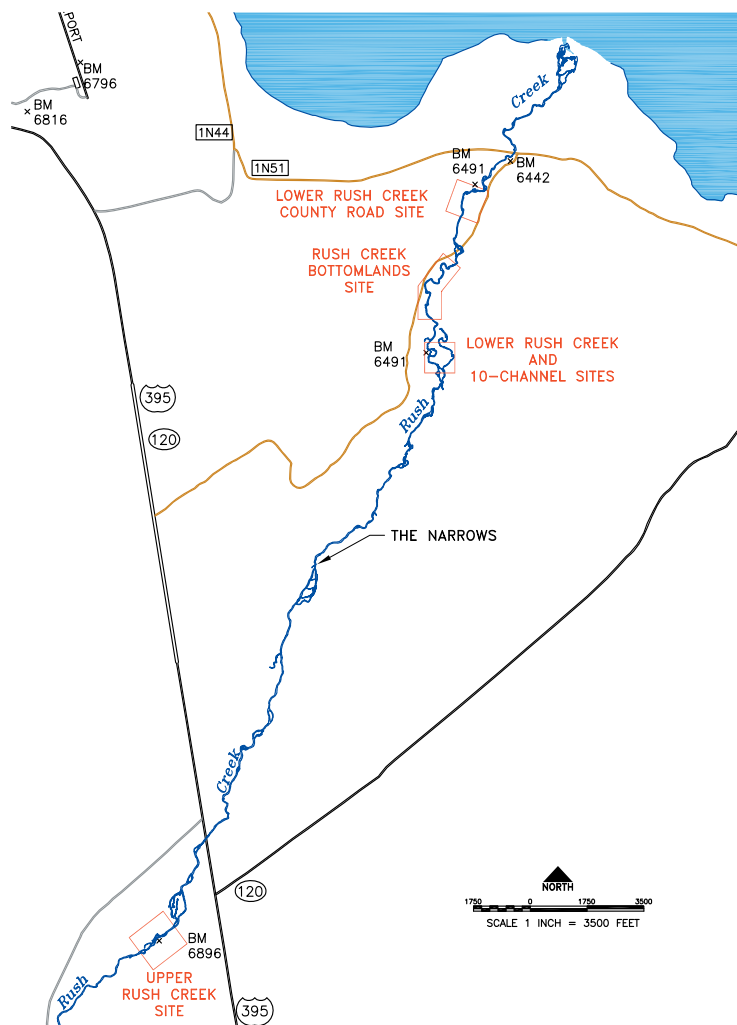 PORT
BM
6796
BM
6816
1N44
1N51
Creek
BM
6491
BM
6442
LOWER RUSH CREEK
COUNTY ROAD SITE
RUSH CREEK
BOTTOMLANDS
SITE
BM
6491
LOWER RUSH CREEK
AND
10-CHANNEL SITES
395
120
Rush
THE NARROWS
Creek
120
NORTH
1750 0 1750 3500
SCALE 1 INCH = 3500 FEET
BM
6896
UPPER
RUSH CREEK
SITE
Rush
395